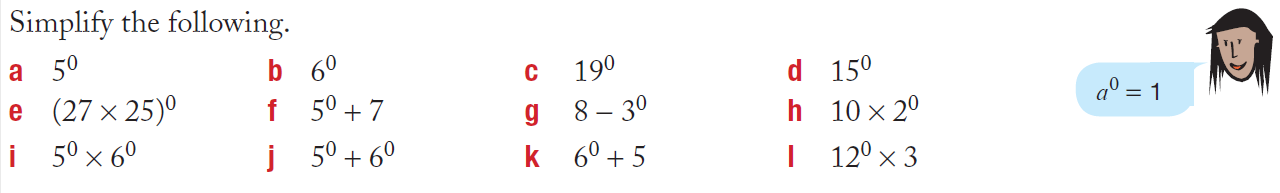 Simplify the following.
a 5⁰ b 6⁰ c 19⁰ d 15⁰
e (27 × 25)⁰ f 5⁰ + 7 g 8 – 3⁰ h 10 × 2⁰
i 5⁰ × 6⁰ j 5⁰ + 6⁰ k 6⁰ + 5 l 12⁰ × 3
a⁰ = 1